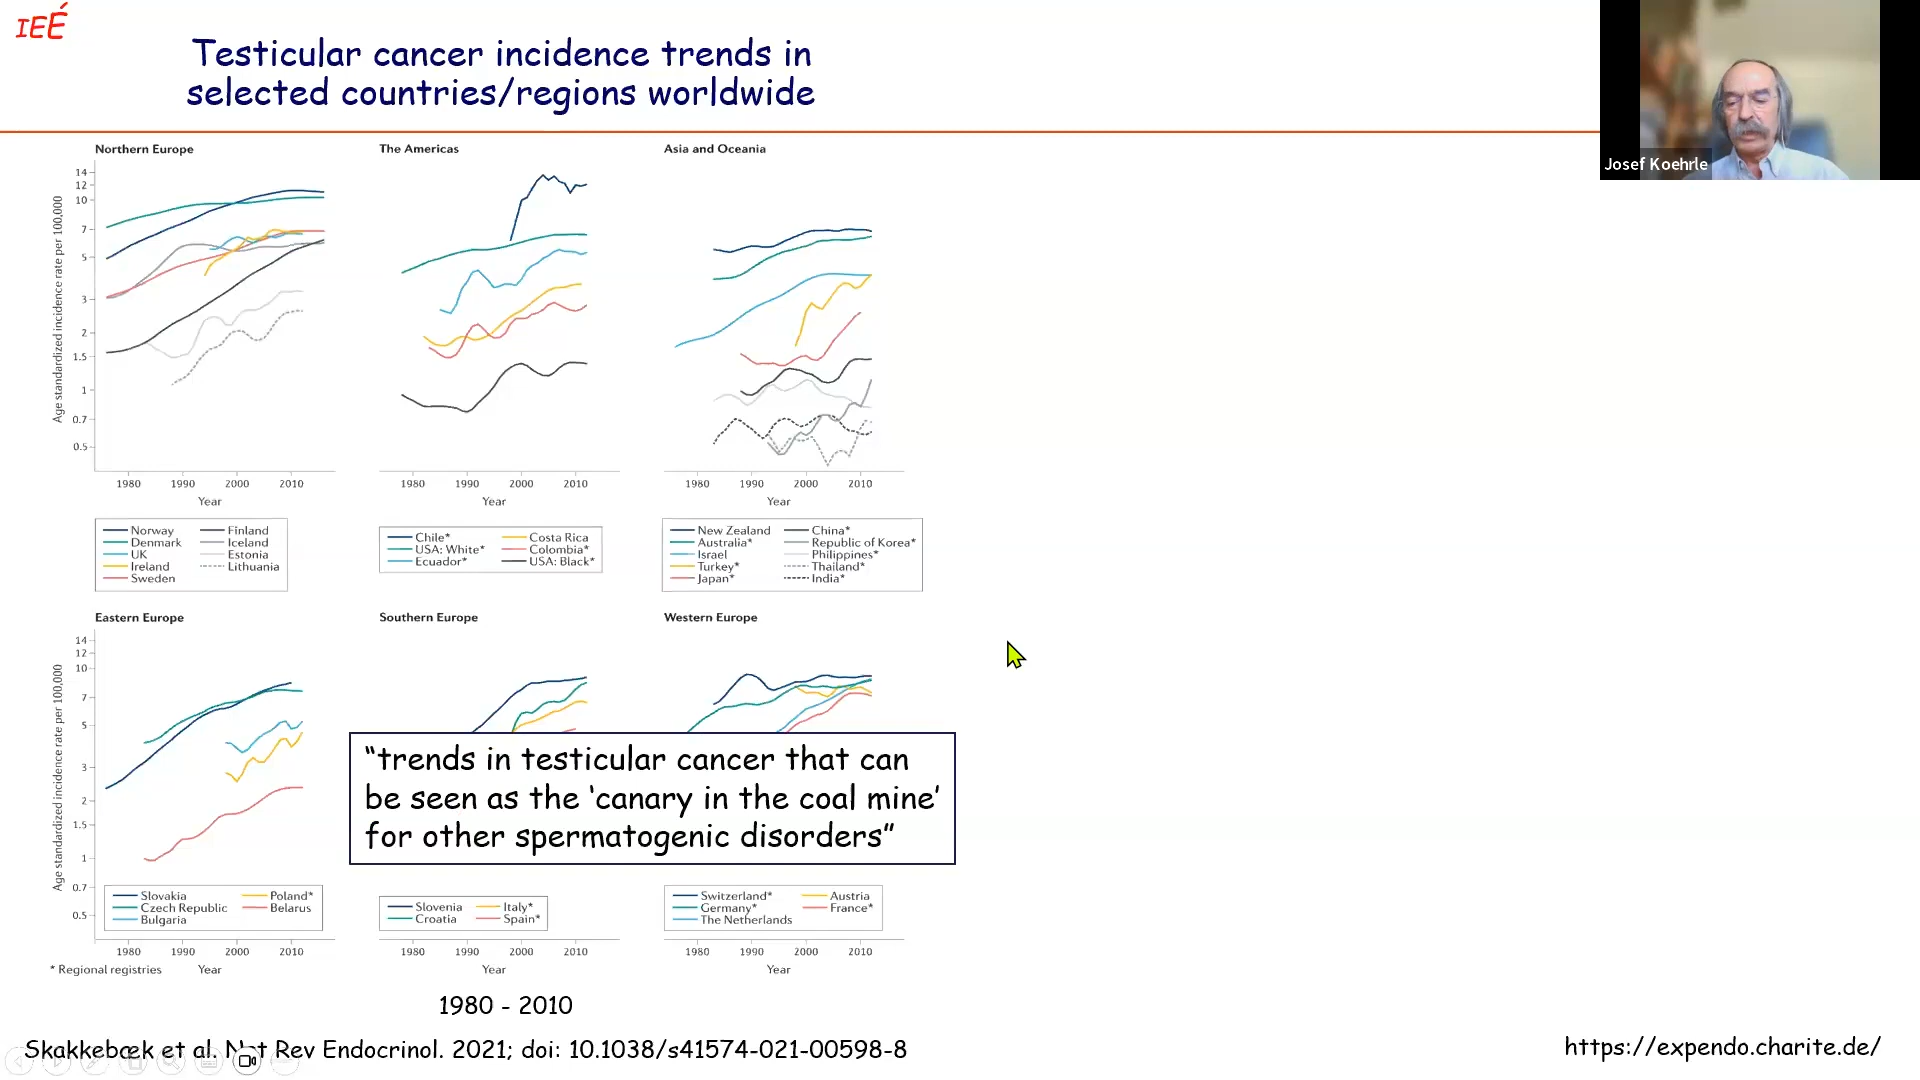 IEÉ
Testicular cancer incidence trends in
selected countries/regions worldwide
Josef Koehrle
Northern Europe
The Americas
Asia and Oceania
Age standardized incidence rate per 100,000
14
12
10
7
5
3
2
1.5
1
0.7
0.5
1980 1990 2000 2010
Year
1980 1990 2000 2010
Year
1980 1990 2000 2010
Year
Norway Finland
Denmark Iceland
UK Estonia
Ireland Lithuania
Sweden
Chile* Costa Rica
USA: White* Colombia*
Ecuador* USA: Black*
New Zealand China*
Australia* Republic of Korea*
Israel Philippines*
Turkey* Thailand*
Japan* India*
Eastern Europe
Southern Europe
Western Europe
Age standardized incidence rate per 100,000
14
12
10
7
5
3
2
1.5
1
0.7
0.5
“trends in testicular cancer that can
be seen as the ‘canary in the coal mine’
for other spermatogenic disorders”
Slovakia Poland*
Czech Republic Belarus
Bulgaria
Slovenia Italy*
Croatia Spain*
Switzerland* Austria
Germany* France*
The Netherlands
1980 1990 2000 2010
Year
1980 1990 2000 2010
Year
1980 1990 2000 2010
Year
* Regional registries
1980 - 2010
Skakkebæk et al. Nat Rev Endocrinol. 2021; doi: 10.1038/s41574-021-00598-8
https://expendo.charite.de/